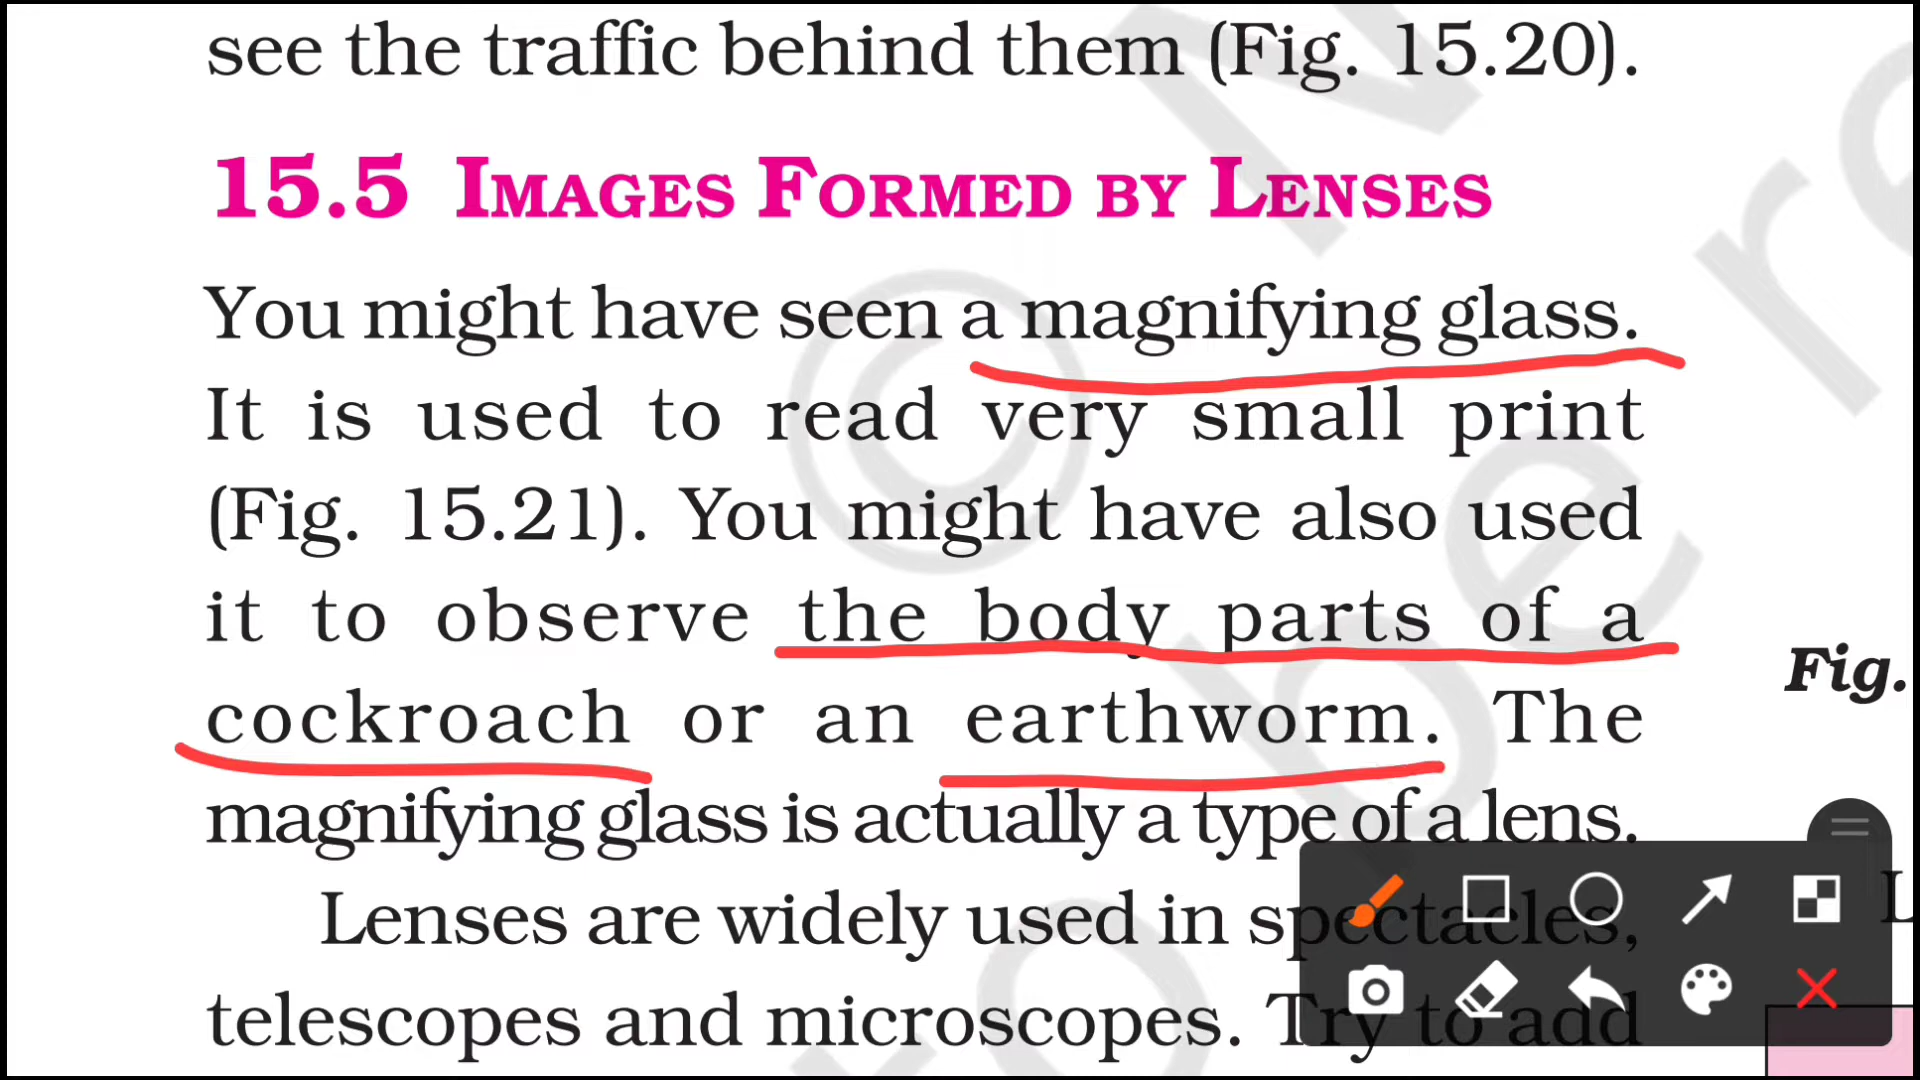 see the traffic behind them (Fig. 15.20).
15.5 IMAGES FORMED BY LENSES
You might have seen a magnifying glass.
It is used to read very small print
(Fig. 15.21). You might have also used
it to observe the body parts of a
cockroach or an earthworm. The
magnifying glass is actually a type of a lens.
Lenses are widely used in spectacles,
telescopes and microscopes. Try to add
Fig.
L
© N
be re